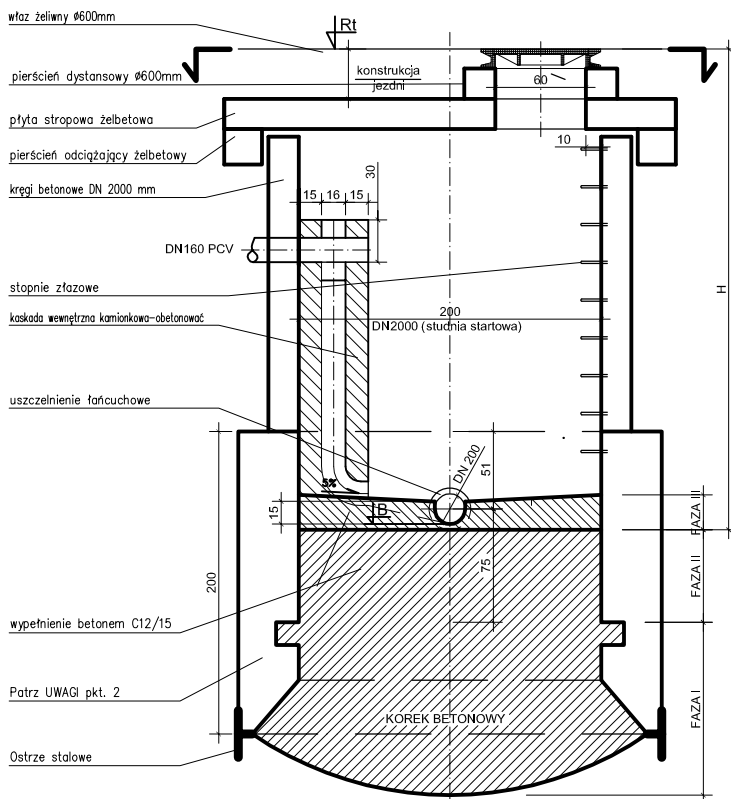 właz żeliwny Ø600mm
Rt
konstrukcja
jezdni
pierścień dystansowy Ø600mm
60
płyta stropowa żelbetowa
pierścień odciążający żelbetowy
10
kręgi betonowe DN 2000 mm
15 16 15
30
DN160 PCV
stopnie złazowe
H
kaskada wewnętrzna kamionkowa-obetonować
200
DN2000 (studnia startowa)
uszczelnienie łańcuchowe
DN 200
51
5%
15
B
FAZA III
200
75
FAZA II
wypełnienie betonem C12/15
Patrz UWAGI pkt. 2
FAZA I
KOREK BETONOWY
Ostrze stalowe